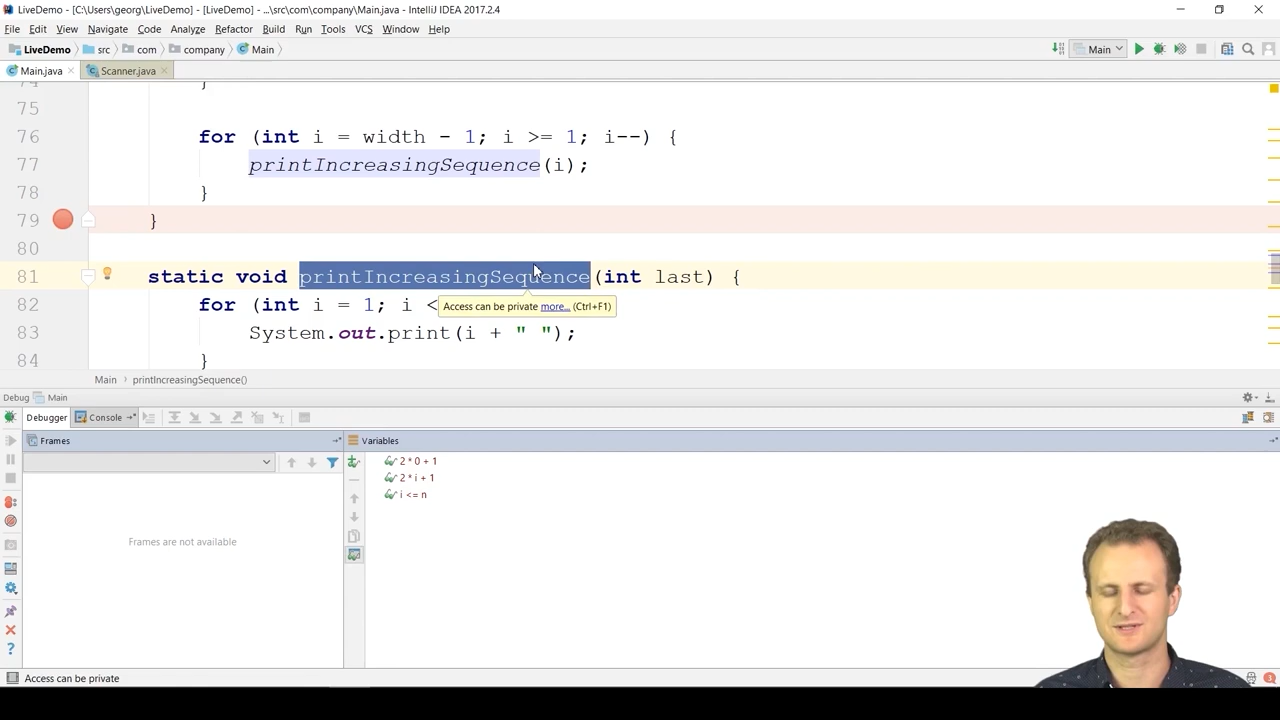 LiveDemo - [C:\Users\georg\LiveDemo] - [LiveDemo] - ...\src\com\company\Main.java - IntelliJ IDEA 2017.2.4
File Edit View Navigate Code Analyze Refactor Build Run Tools VCS Window Help
LiveDemo src com company Main Main
Main.java Scanner.java
74 }
75
76 for (int i = width - 1; i >= 1; i--) {
77 printIncreasingSequence(i);
78 }
79 }
80
81 static void printIncreasingSequence(int last) {
82 for (int i = 1; i <
Access can be private more... (Ctrl+F1)
83 System.out.print(i + " ");
84 }
Main printIncreasingSequence()
Debug Main
Debugger Console
Frames Variables
2 * 0 + 1
2 * i + 1
i <= n
Frames are not available
Access can be private
3